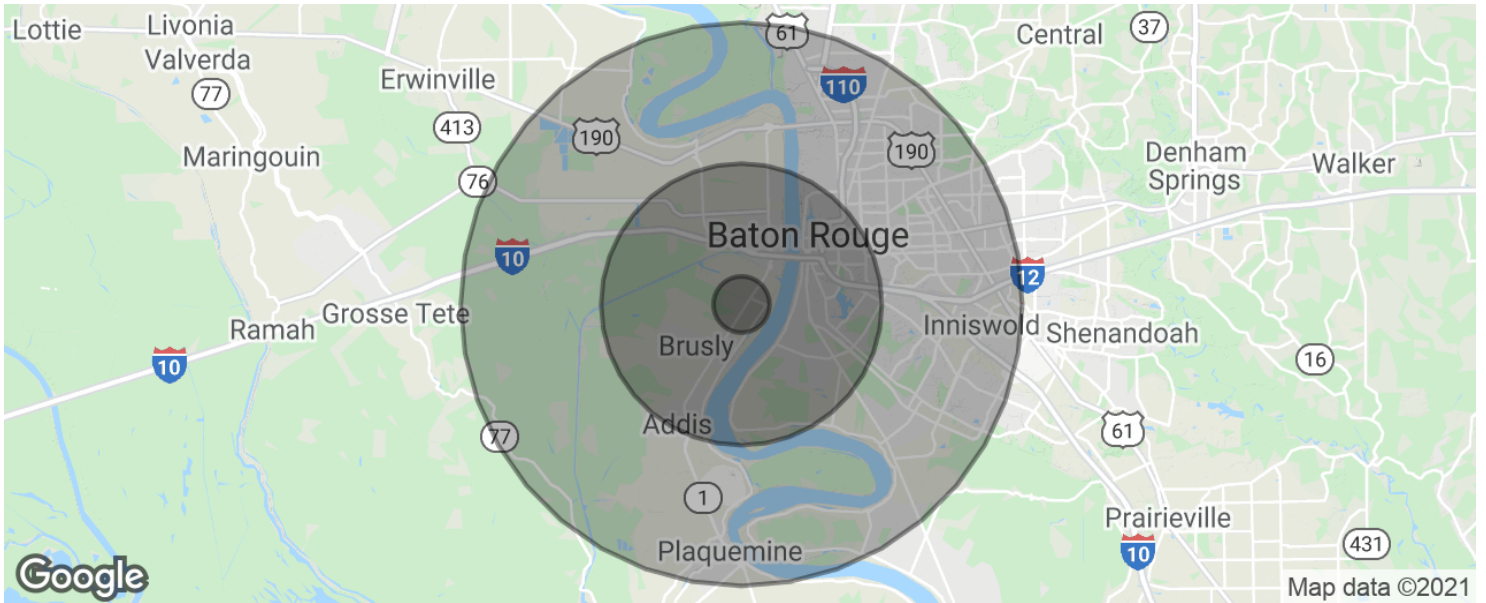 Lottie
Livonia
Valverda
77
Erwinville
413
Maringouin
76
190
61
110
190
Central
37
Denham
Springs
Walker
Baton Rouge
10
12
Grosse Tete
Ramah
10
Brusly
Inniswold
Shenandoah
16
Addis
77
61
1
Plaquemine
Prairieville
10
431
Google
Map data ©2021